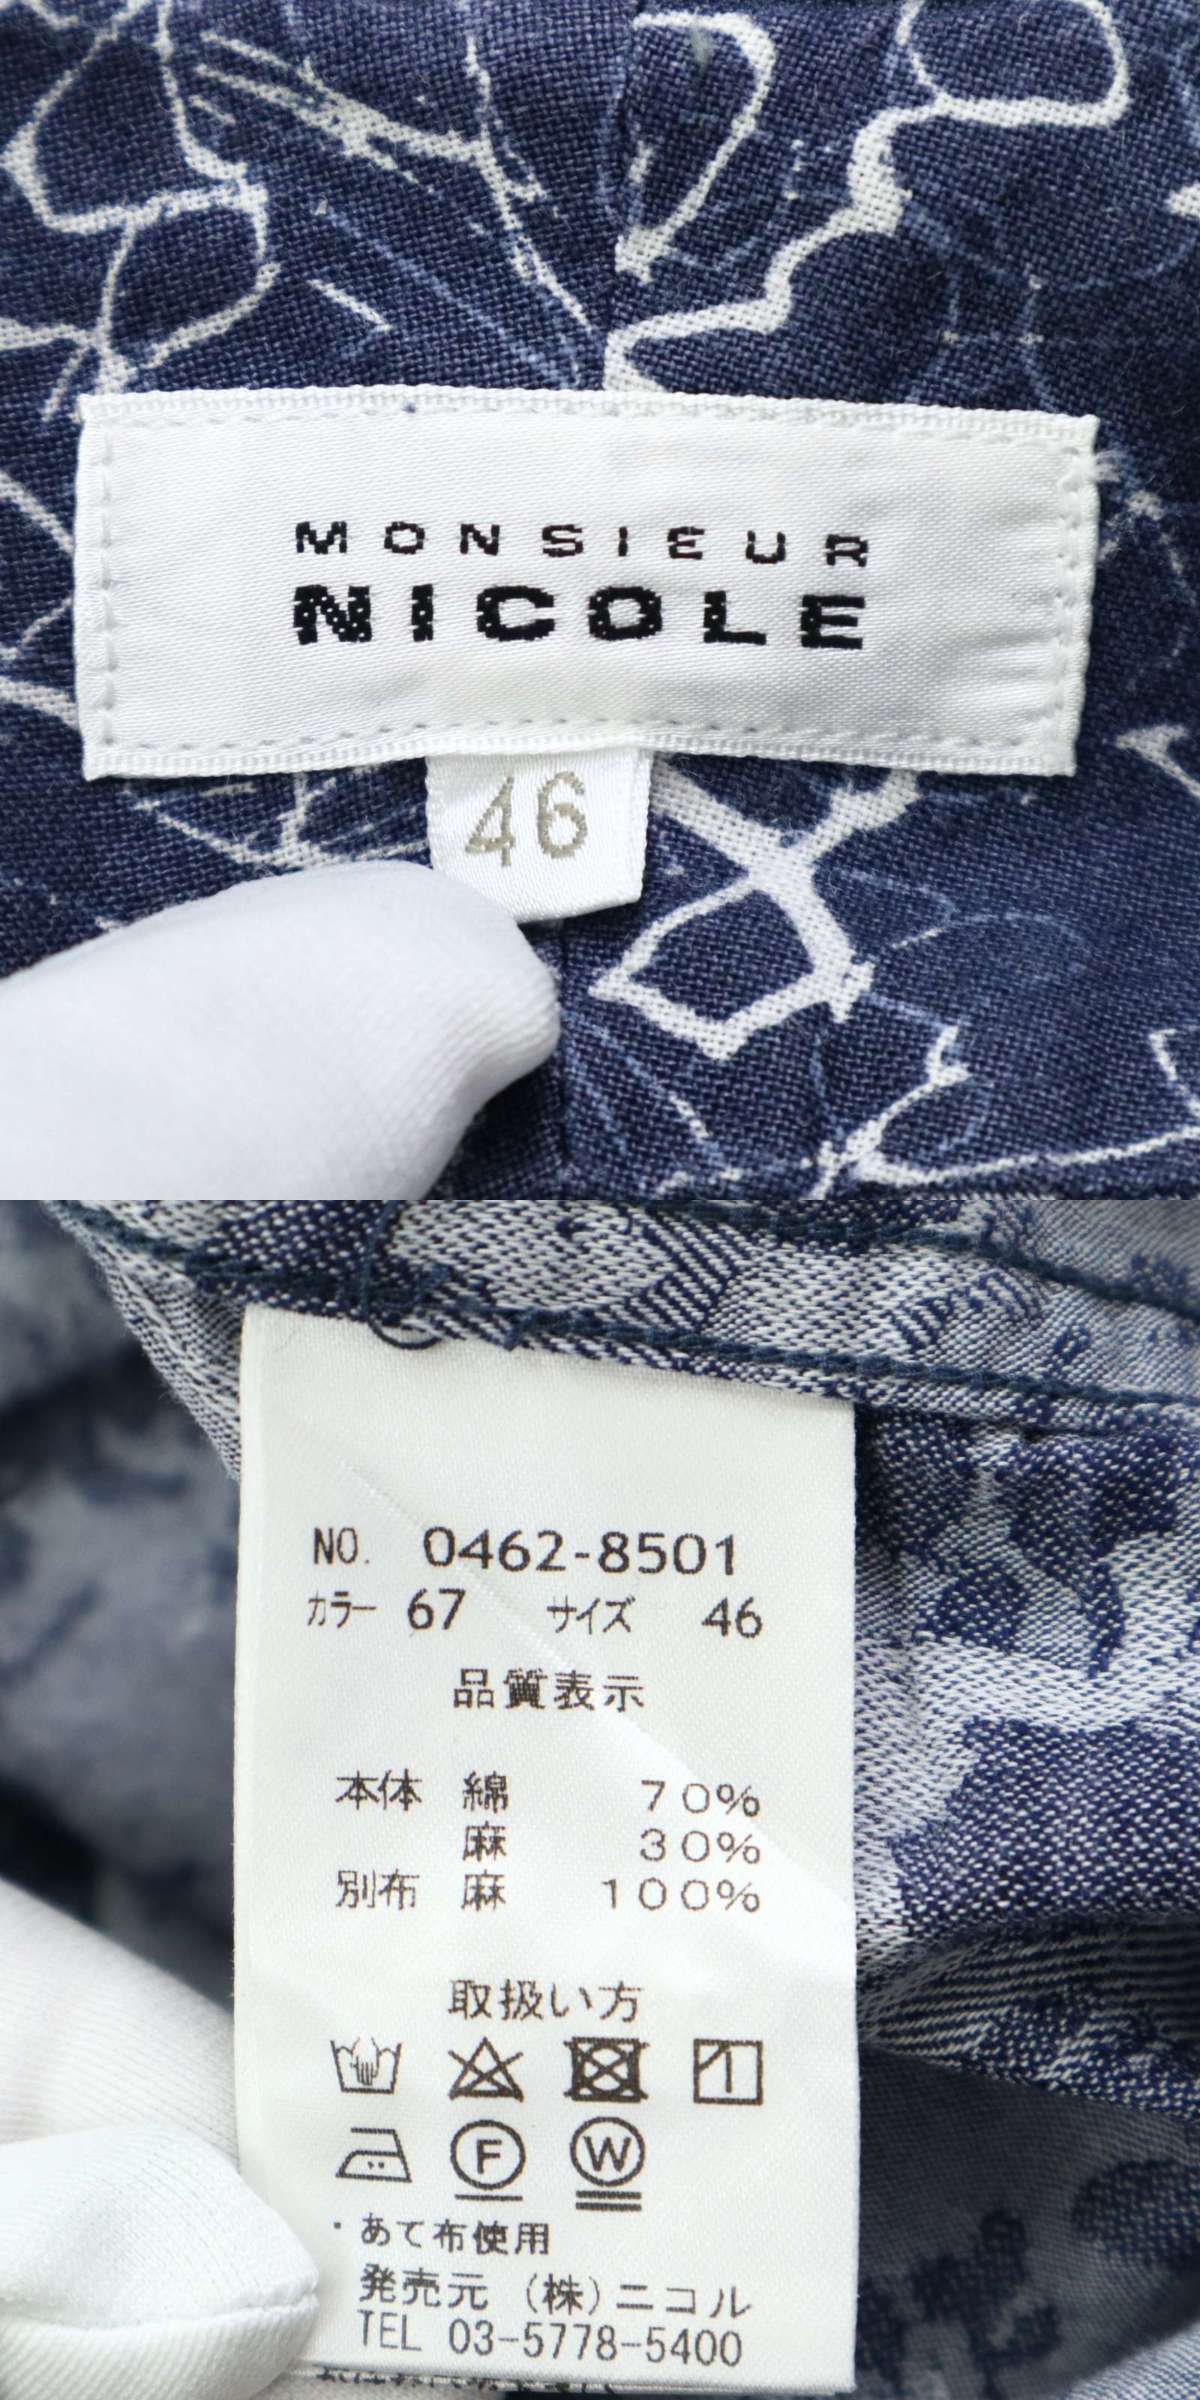 MONSIEUR
NICOLE
46
NO. 0462-8501
カラー 67 サイズ 46
品質表示
本体 綿 70%
麻 30%
別布 麻 100%
取扱い方
F W
・あて布使用
発売元 (株)ニコル
TEL 03-5778-5400